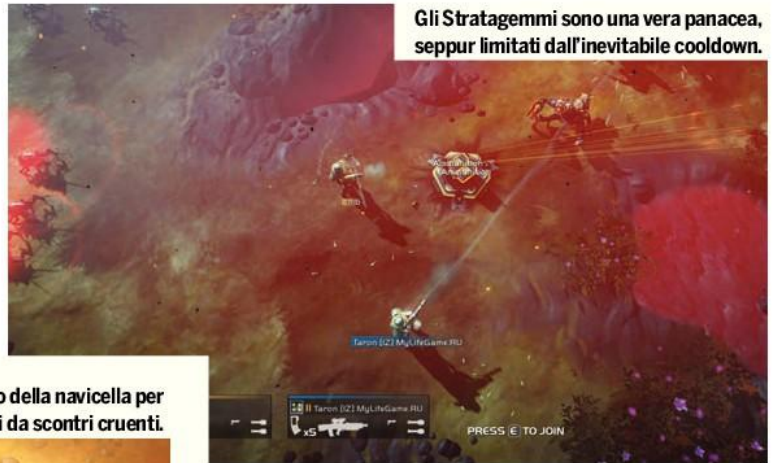 Gli Stratagemmi sono una vera panacea,
seppur limitati dall'inevitabile cooldown.
Taron [12] MyLifeGame.RU
o della navicella per
i da scontri cruenti.
II Taron [12] MyLifeGame.RU
x5
PRESS E TO JOIN